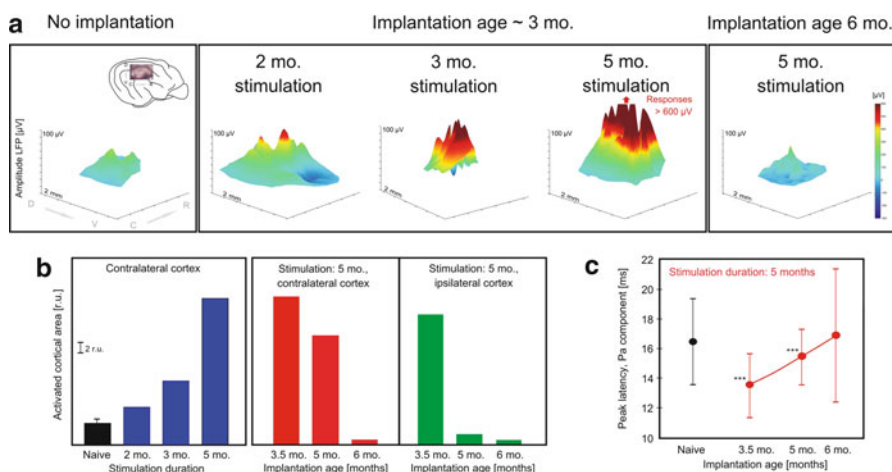 a
No implantation
Implantation age ~ 3 mo.
Implantation age 6 mo.
2 mo.
stimulation
3 mo.
stimulation
5 mo.
stimulation
5 mo.
stimulation
Responses
> 600 µV
[µV]
Amplitude LFP [µV]
100 µV
100 µV
100 µV
100 µV
100 µV
2 mm
2 mm
2 mm
2 mm
2 mm
D
V
C
R
b
Activated cortical area [r.u.]
Contralateral cortex
Stimulation: 5 mo.,
contralateral cortex
Stimulation: 5 mo.,
ipsilateral cortex
2 r.u.
Naive 2 mo. 3 mo. 5 mo.
Stimulation duration
3.5 mo. 5 mo. 6 mo.
Implantation age [months]
3.5 mo. 5 mo. 6 mo.
Implantation age [months]
c
Peak latency, Pa component [ms]
Stimulation duration: 5 months
22
20
18
16
14
12
10
***
***
Naive 3.5 mo. 5 mo. 6 mo.
Implantation age [months]